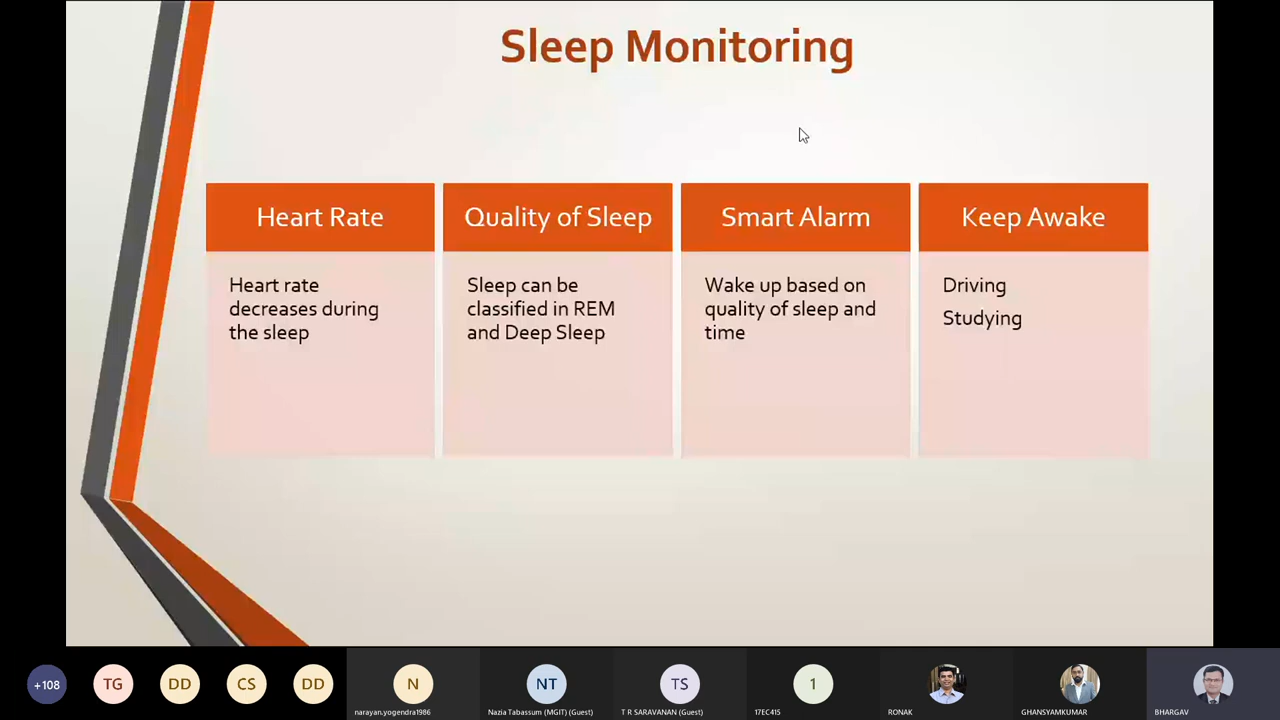 Sleep Monitoring
Heart Rate
Heart rate
decreases during
the sleep
Quality of Sleep
Sleep can be
classified in REM
and Deep Sleep
Smart Alarm
Wake up based on
quality of sleep and
time
Keep Awake
Driving
Studying
+108
TG
DD
CS
DD
N
narayan.yogendra1986
NT
Nazia Tabassum (MGIT) (Guest)
TS
T R SARAVANAN (Guest)
1
17EC415
RONAK
GHANSYAMKUMAR
BHARGAV